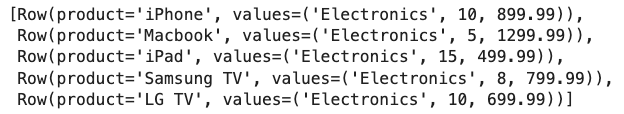 [Row(product='iPhone', values=('Electronics', 10, 899.99)),
Row(product='Macbook', values=('Electronics', 5, 1299.99)),
Row(product='iPad', values=('Electronics', 15, 499.99)),
Row(product='Samsung TV', values=('Electronics', 8, 799.99)),
Row(product='LG TV', values=('Electronics', 10, 699.99))]